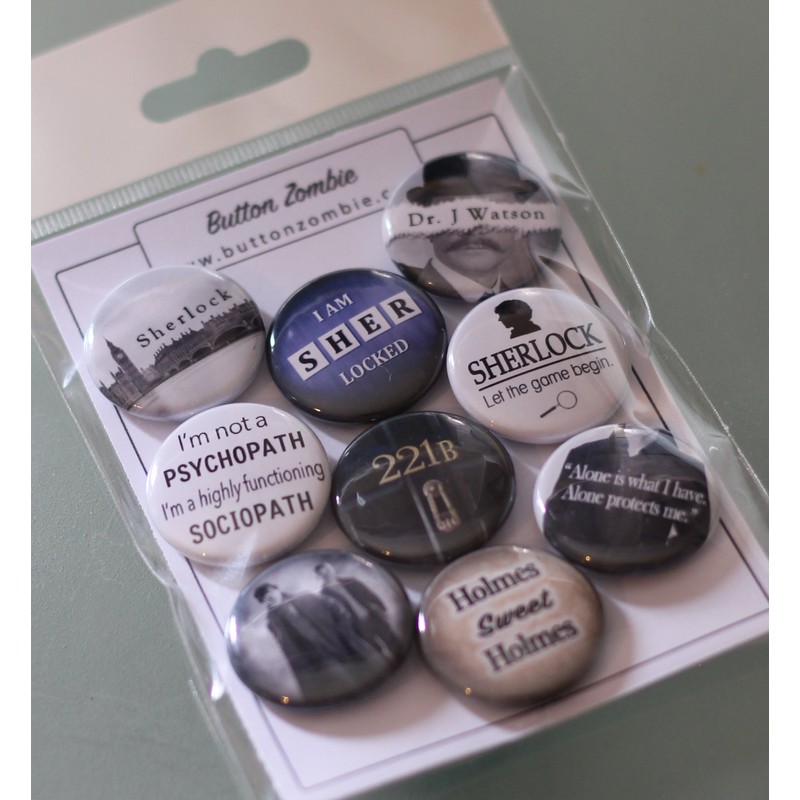 Button Zombie
www.buttonzombie.c
Dr. J Watson
Sherlock
I AM
SHER
LOCKED
SHERLOCK
Let the game begin.
I'm not a
PSYCHOPATH
I'm a highly functioning
SOCIOPATH
221B
"Alone is what I have.
Alone protects me."
Holmes
Sweet
Holmes